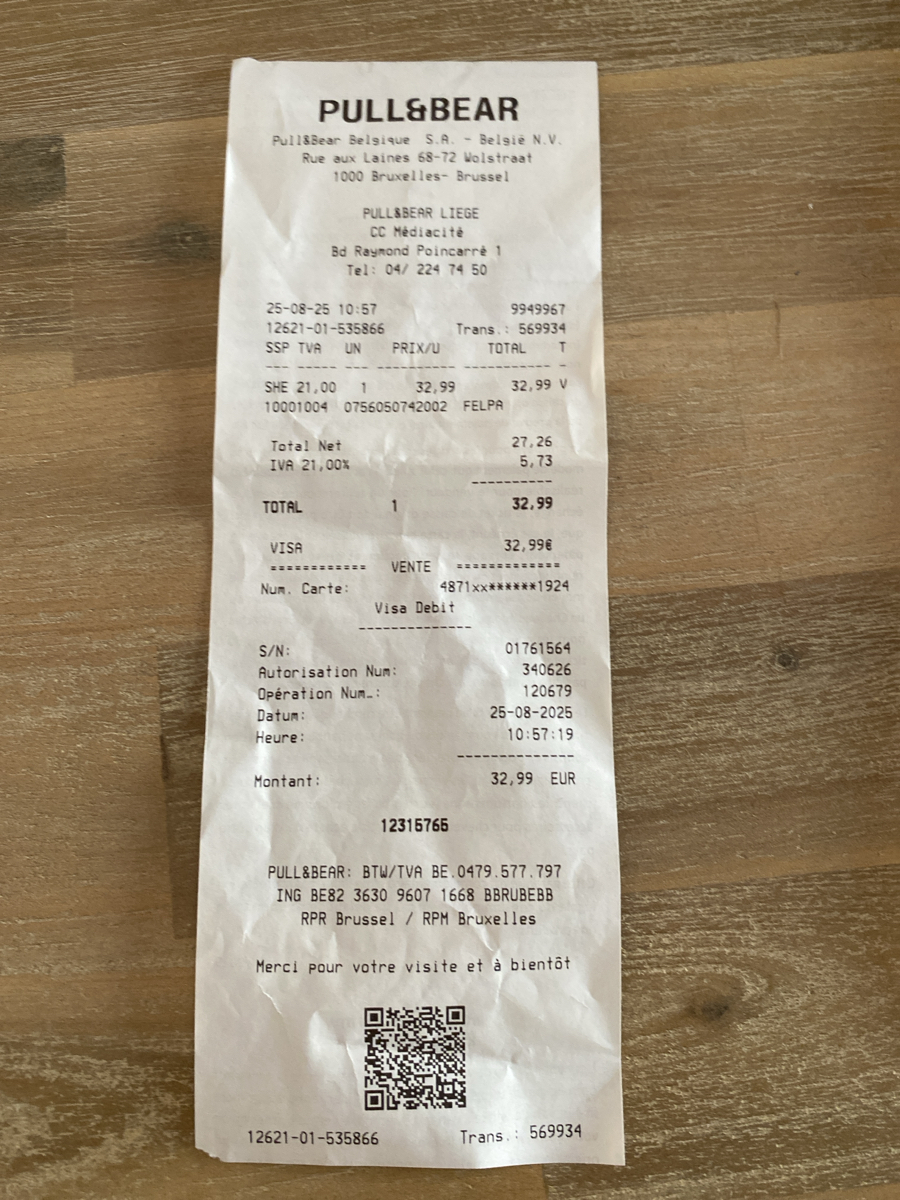 PULL&BEAR
Pull&Bear Belgique S.A. - België N.V.
Rue aux Laines 68-72 Wolstraat
1000 Bruxelles- Brussel
PULL&BEAR LIEGE
CC Médiacité
Bd Raymond Poincarré 1
Tel: 04/ 224 74 50
25-08-25 10:57 9949967
12621-01-535866 Trans.: 569934
SSP TVA UN PRIX/U TOTAL T
--- ----- --- ---------- ----------- -
SHE 21,00 1 32,99 32,99 V
10001004 0756050742002 FELPA
Total Net 27,26
IVA 21,00% 5,73
----------
TOTAL 1 32,99
VISA 32,99€
============ VENTE =============
Num. Carte: 4871xx******1924
Visa Debit
--------------
S/N: 01761564
Autorisation Num: 340626
Opération Num.: 120679
Datum: 25-08-2025
Heure: 10:57:19
---------------
Montant: 32,99 EUR
12315765
PULL&BEAR: BTW/TVA BE.0479.577.797
ING BE82 3630 9607 1668 BBRUBEBB
RPR Brussel / RPM Bruxelles
Merci pour votre visite et à bientôt
12621-01-535866 Trans.: 569934